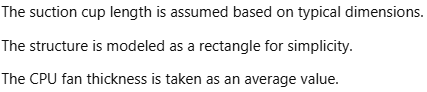 The suction cup length is assumed based on typical dimensions.
The structure is modeled as a rectangle for simplicity.
The CPU fan thickness is taken as an average value.